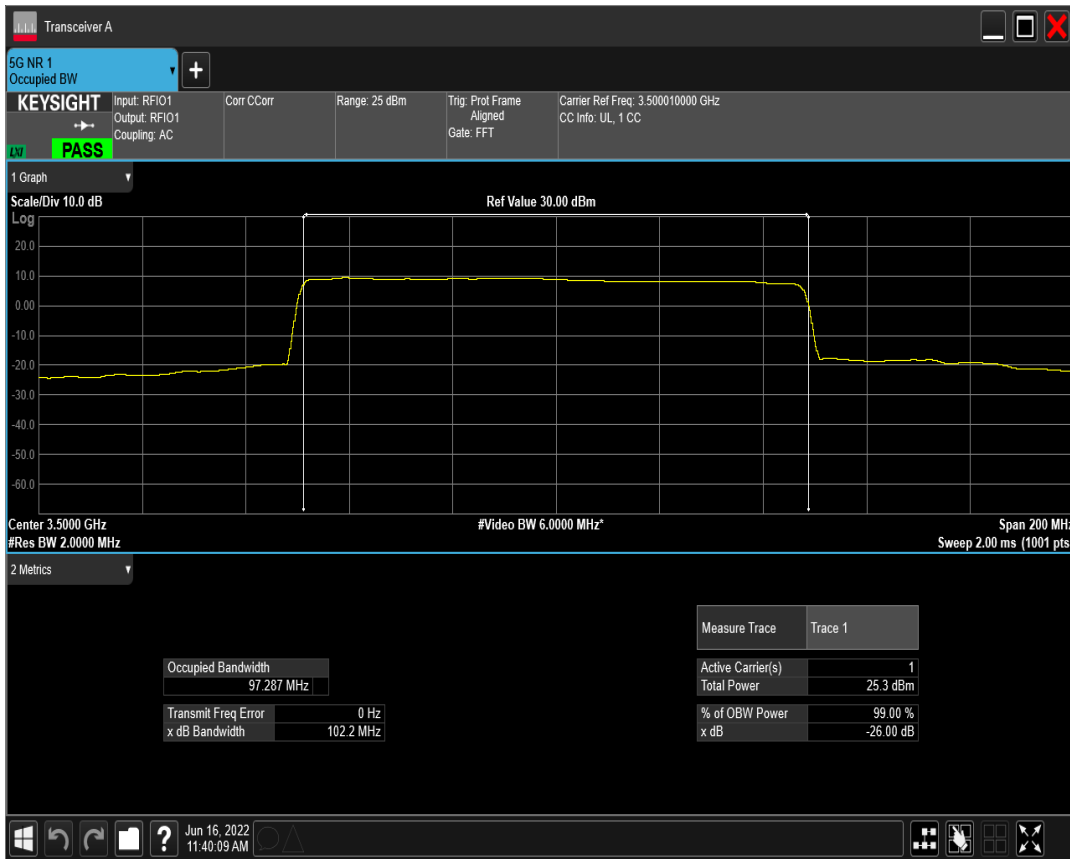 Transceiver A
5G NR 1
Occupied BW
+
KEYSIGHT
LXI
PASS
Input: RFIO1
Output: RFIO1
Coupling: AC
Corr CCorr
Range: 25 dBm
Trig: Prot Frame
Aligned
Gate: FFT
Carrier Ref Freq: 3.500010000 GHz
CC Info: UL, 1 CC
1 Graph
Scale/Div 10.0 dB
Ref Value 30.00 dBm
Log
20.0
10.0
0.00
-10.0
-20.0
-30.0
-40.0
-50.0
-60.0
Center 3.5000 GHz
#Video BW 6.0000 MHz*
Span 200 MHz
#Res BW 2.0000 MHz
Sweep 2.00 ms (1001 pts
2 Metrics
Measure Trace Trace 1
Occupied Bandwidth
97.287 MHz
Active Carrier(s) 1
Total Power 25.3 dBm
Transmit Freq Error 0 Hz
x dB Bandwidth 102.2 MHz
% of OBW Power 99.00 %
x dB -26.00 dB
?
Jun 16, 2022
11:40:09 AM